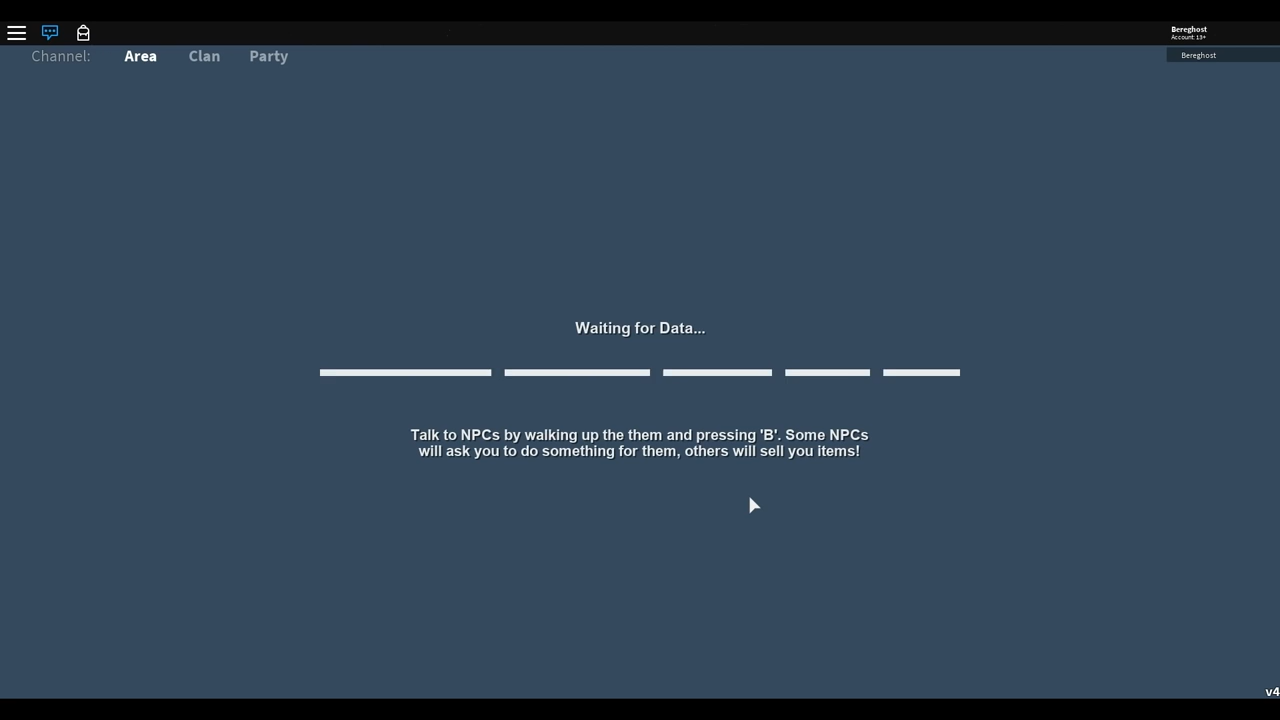 Bereghost
Account: 13+
Channel: Area Clan Party
Bereghost
Waiting for Data...
Talk to NPCs by walking up the them and pressing 'B'. Some NPCs
will ask you to do something for them, others will sell you items!
v4